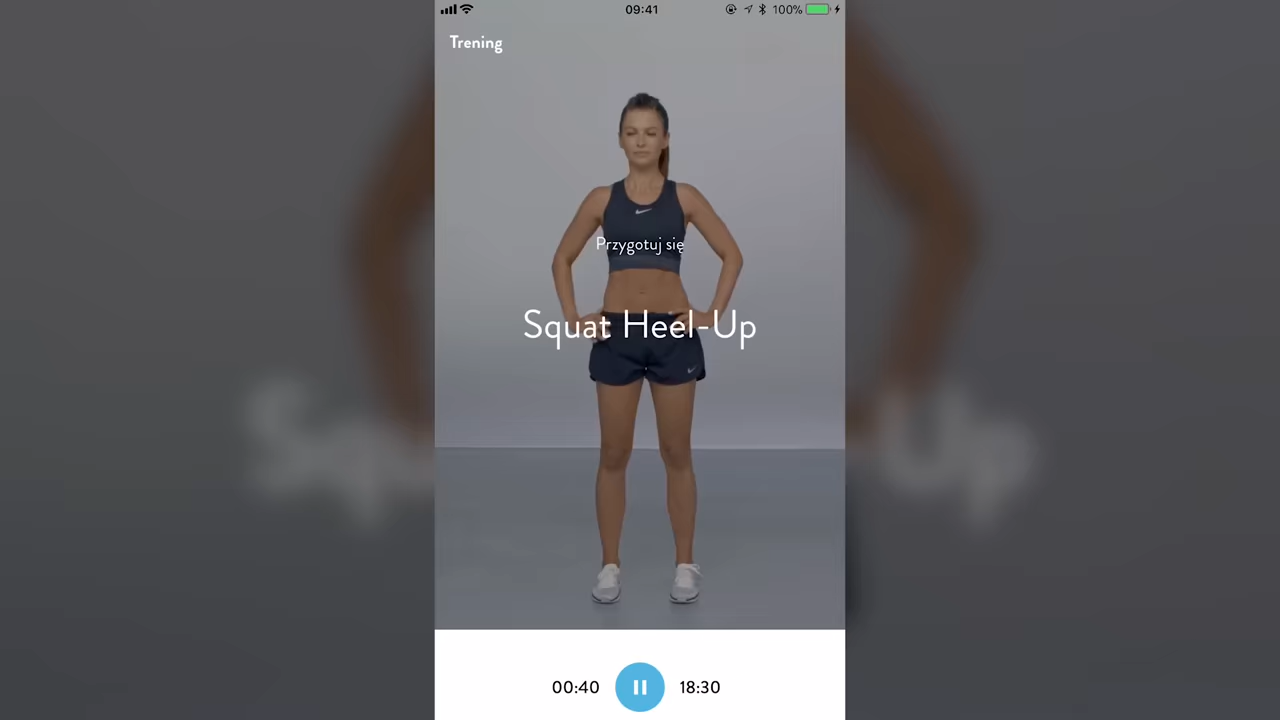 09:41
100%
Trening
Przygotuj się
Squat Heel-Up
00:40
18:30